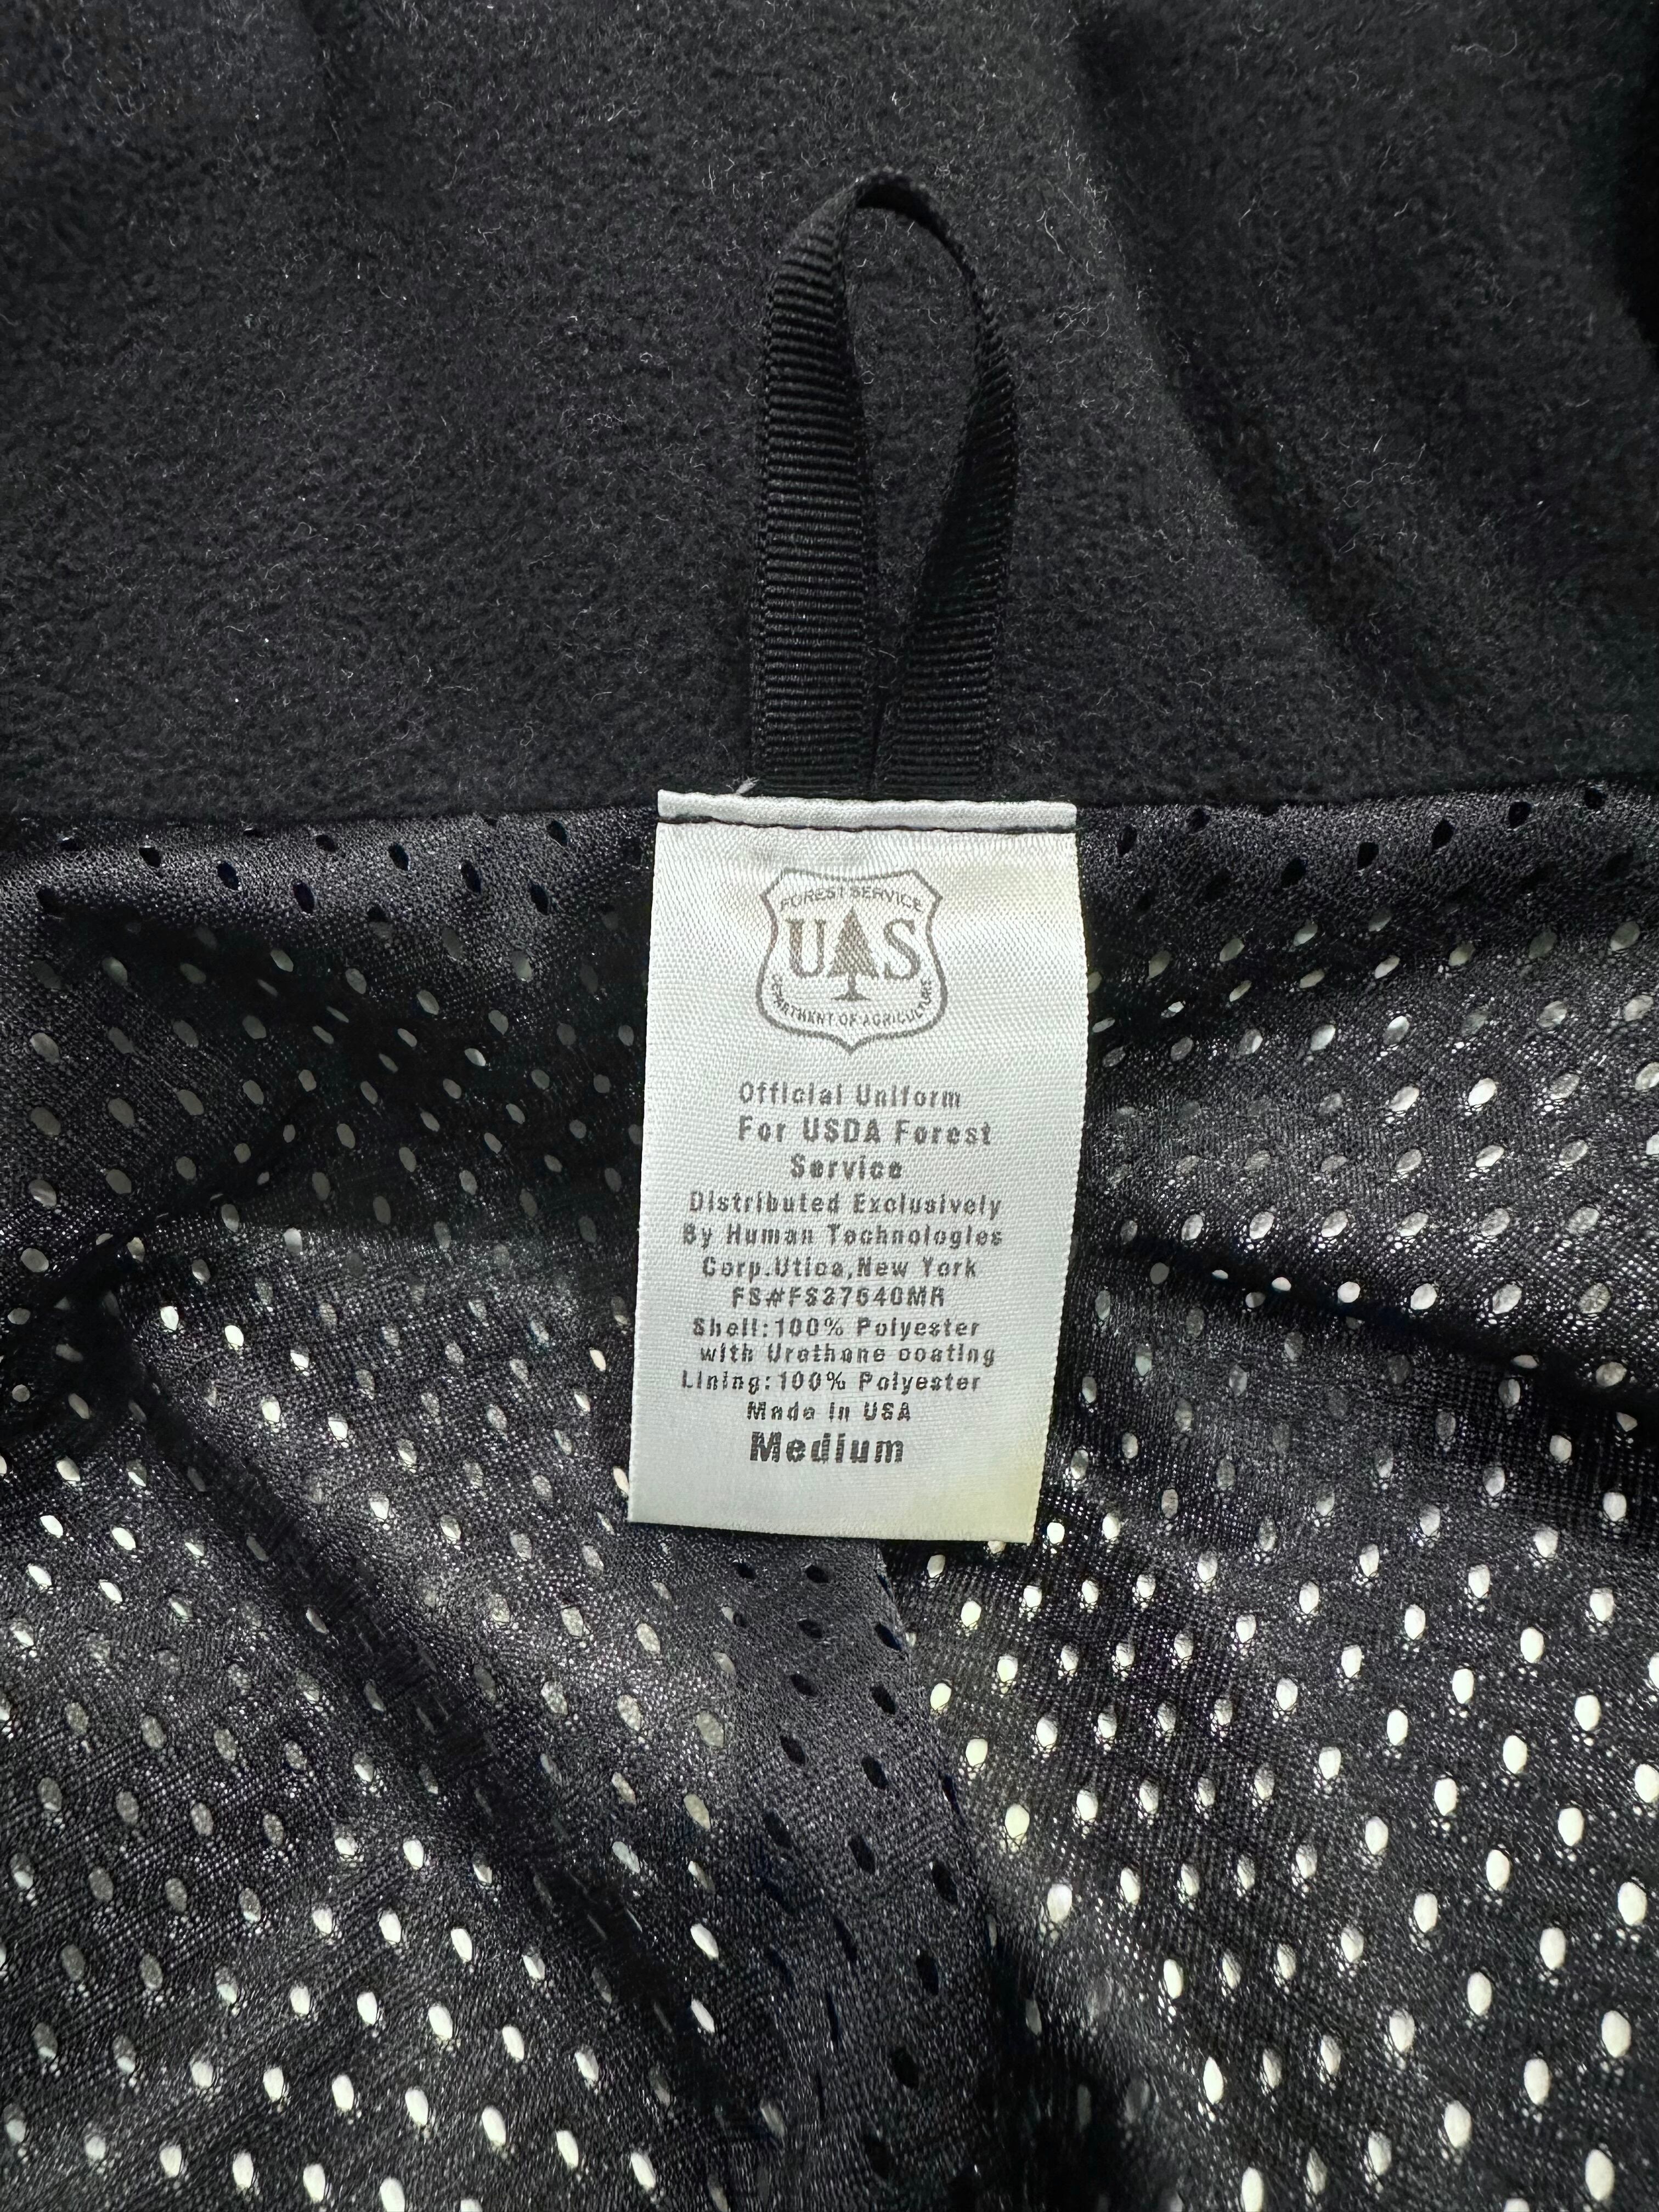 FOREST SERVICE
U S
DEPARTMENT OF AGRICULTURE
Official Uniform
For USDA Forest
Service
Distributed Exclusively
By Human Technologies
Corp.Utica,New York
FS#FS27640MR
Shell:100% Polyester
with Urethane coating
Lining:100% Polyester
Made in USA
Medium